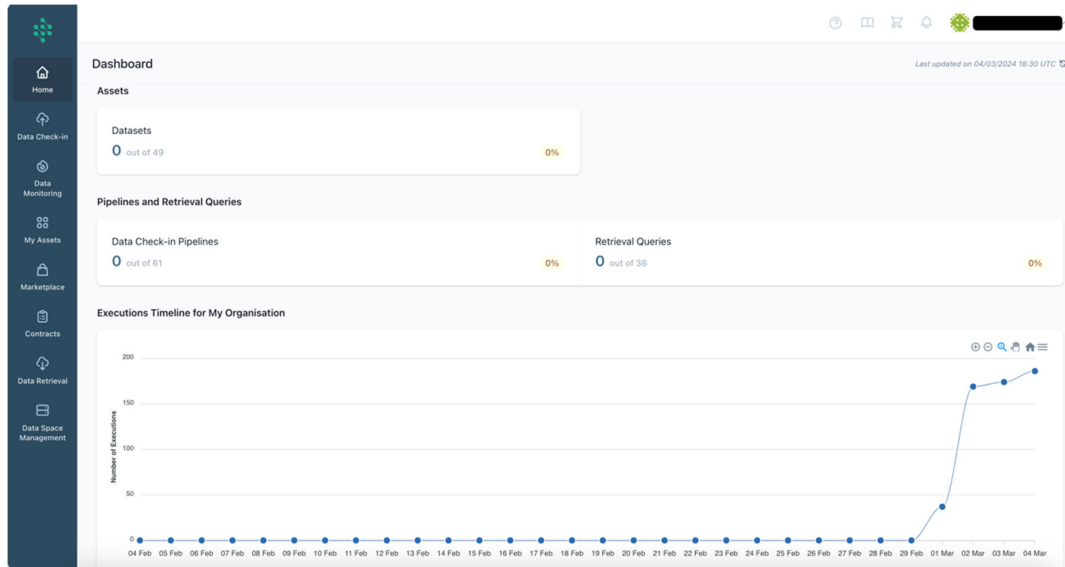 Dashboard
Last updated on 04/03/2024 18:30 UTC
Home
Data Check-in
Data
Monitoring
My Assets
Marketplace
Contracts
Data Retrieval
Data Space
Management
Assets
Datasets
0 out of 49
0%
Pipelines and Retrieval Queries
Data Check-in Pipelines
0 out of 61
0%
Retrieval Queries
0 out of 36
0%
Executions Timeline for My Organisation
Number of Executions
200
150
100
50
0
04 Feb 05 Feb 06 Feb 07 Feb 08 Feb 09 Feb 10 Feb 11 Feb 12 Feb 13 Feb 14 Feb 15 Feb 16 Feb 17 Feb 18 Feb 19 Feb 20 Feb 21 Feb 22 Feb 23 Feb 24 Feb 25 Feb 26 Feb 27 Feb 28 Feb 29 Feb 01 Mar 02 Mar 03 Mar 04 Mar